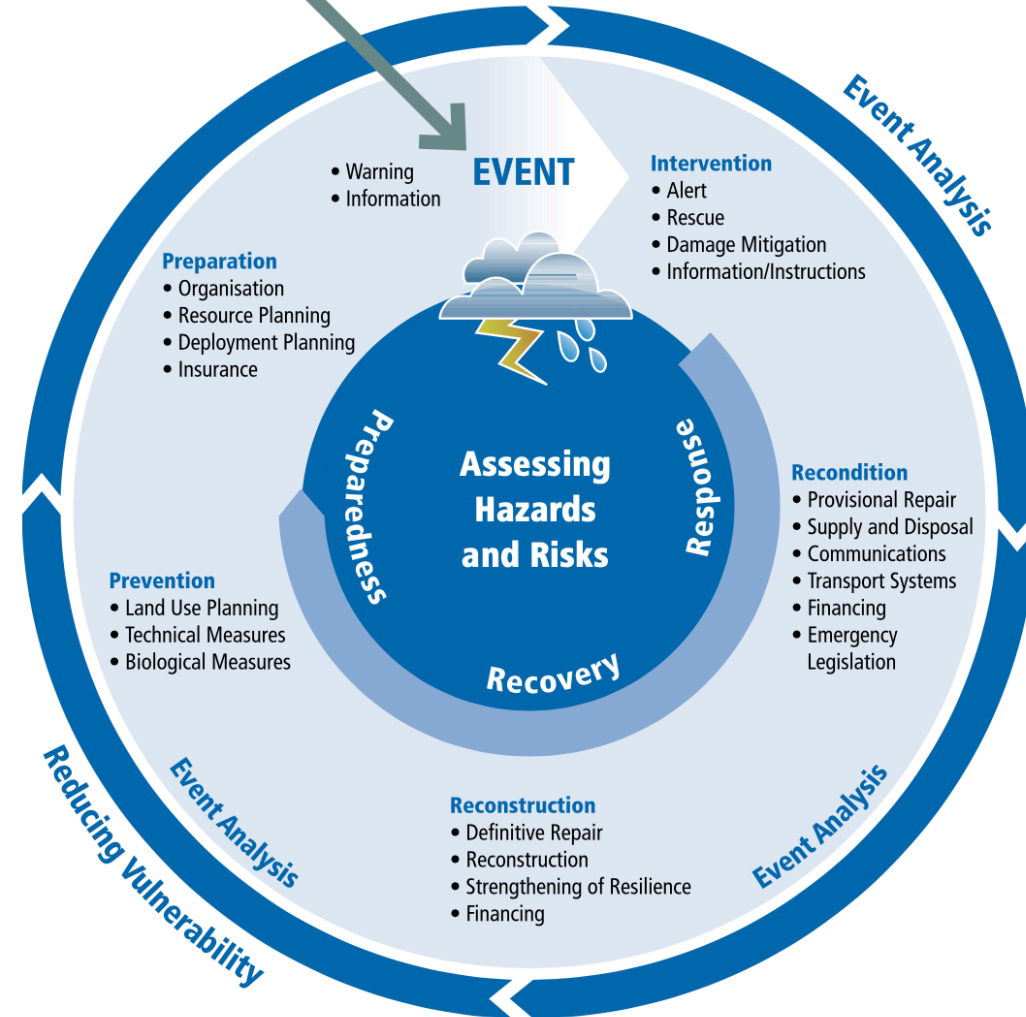 Event Analysis
EVENT
• Warning
• Information
Intervention
• Alert
• Rescue
• Damage Mitigation
• Information/Instructions
Preparation
• Organisation
• Resource Planning
• Deployment Planning
• Insurance
Preparedness
Assessing
Hazards
and Risks
Response
Recovery
Recondition
• Provisional Repair
• Supply and Disposal
• Communications
• Transport Systems
• Financing
• Emergency
Legislation
Prevention
• Land Use Planning
• Technical Measures
• Biological Measures
Reducing Vulnerability
Event Analysis
Reconstruction
• Definitive Repair
• Reconstruction
• Strengthening of Resilience
• Financing
Event Analysis